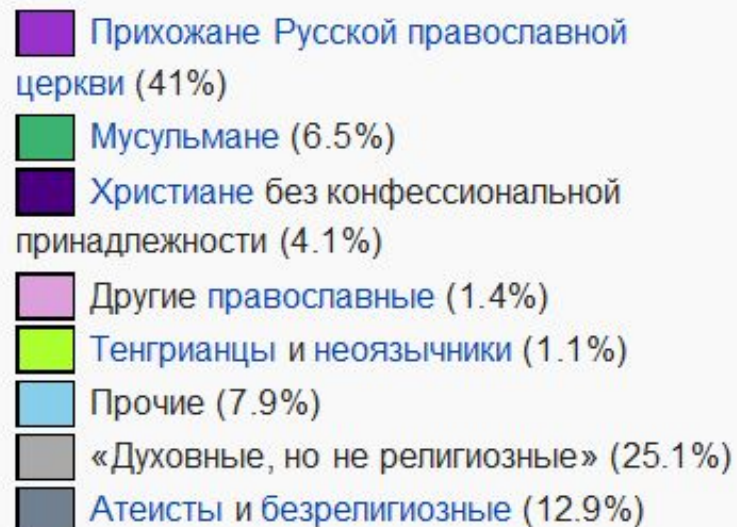 Прихожане Русской православной
церкви (41%)
Мусульмане (6.5%)
Христиане без конфессиональной
принадлежности (4.1%)
Другие православные (1.4%)
Тенгрианцы и неоязычники (1.1%)
Прочие (7.9%)
«Духовные, но не религиозные» (25.1%)
Атеисты и безрелигиозные (12.9%)